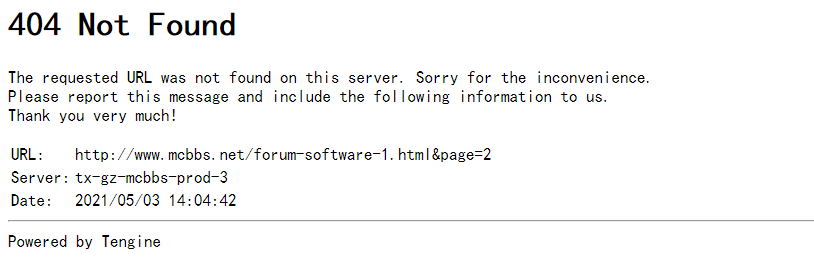 404 Not Found
The requested URL was not found on this server. Sorry for the inconvenience.
Please report this message and include the following information to us.
Thank you very much!
URL: http://www.mcbbs.net/forum-software-1.html&page=2
Server: tx-gz-mcbbs-prod-3
Date: 2021/05/03 14:04:42
Powered by Tengine